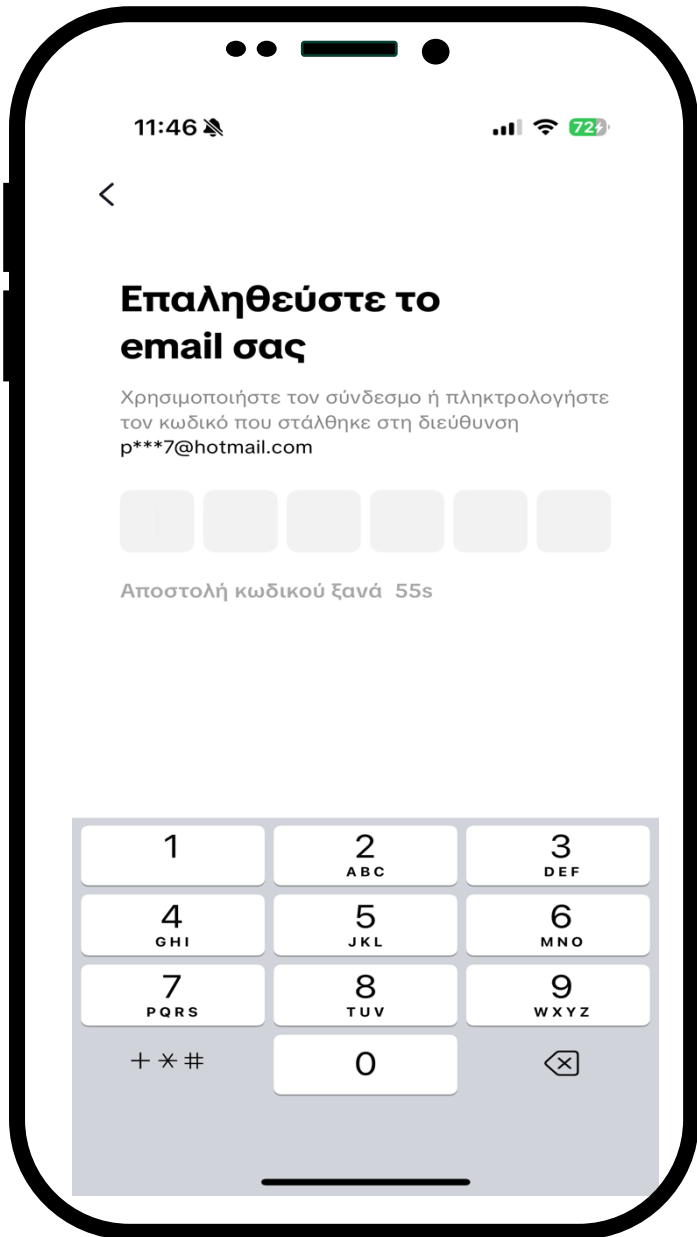 11:46
72
Επαληθεύστε το
email σας
Χρησιμοποιήστε τον σύνδεσμο ή πληκτρολογήστε
τον κωδικό που στάλθηκε στη διεύθυνση
p***7@hotmail.com
Αποστολή κωδικού ξανά 55s
1
2
ABC
3
DEF
4
GHI
5
JKL
6
MNO
7
PQRS
8
TUV
9
WXYZ
+*#
0